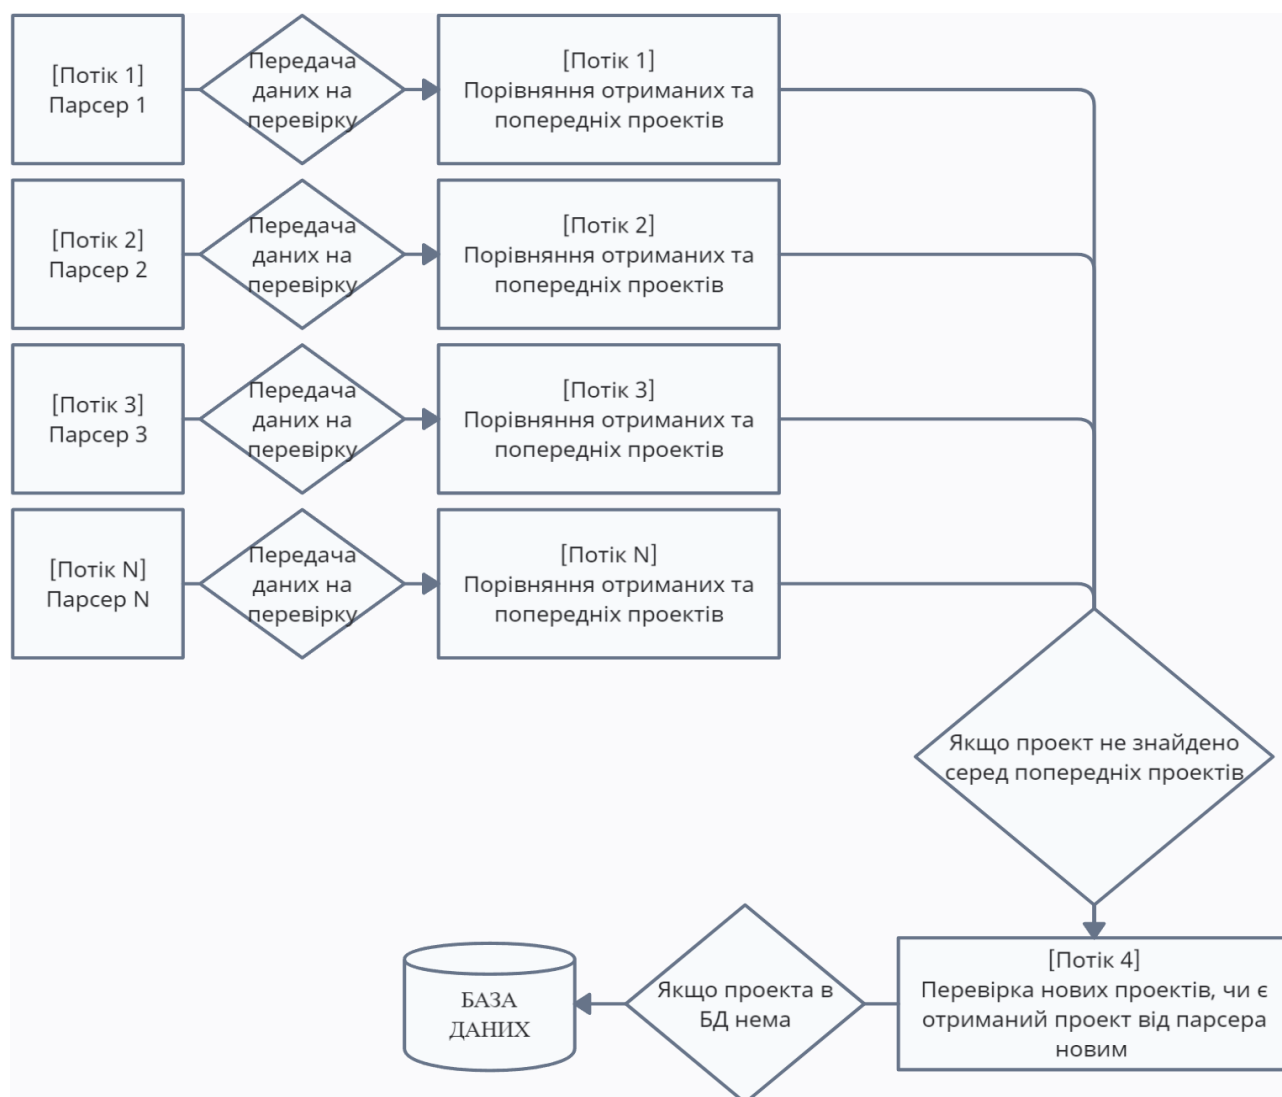 [Потік 1]
Парсер 1
Передача
даних на
перевірку
[Потік 1]
Порівняння отриманих та
попередніх проектів
[Потік 2]
Парсер 2
Передача
даних на
перевірку
[Потік 2]
Порівняння отриманих та
попередніх проектів
[Потік 3]
Парсер 3
Передача
даних на
перевірку
[Потік 3]
Порівняння отриманих та
попередніх проектів
[Потік N]
Парсер N
Передача
даних на
перевірку
[Потік N]
Порівняння отриманих та
попередніх проектів
Якщо проект не знайдено
серед попередніх проектів
[Потік 4]
Перевірка нових проектів, чи є
отриманий проект від парсера
новим
Якщо проекта в
БД нема
БАЗА
ДАНИХ